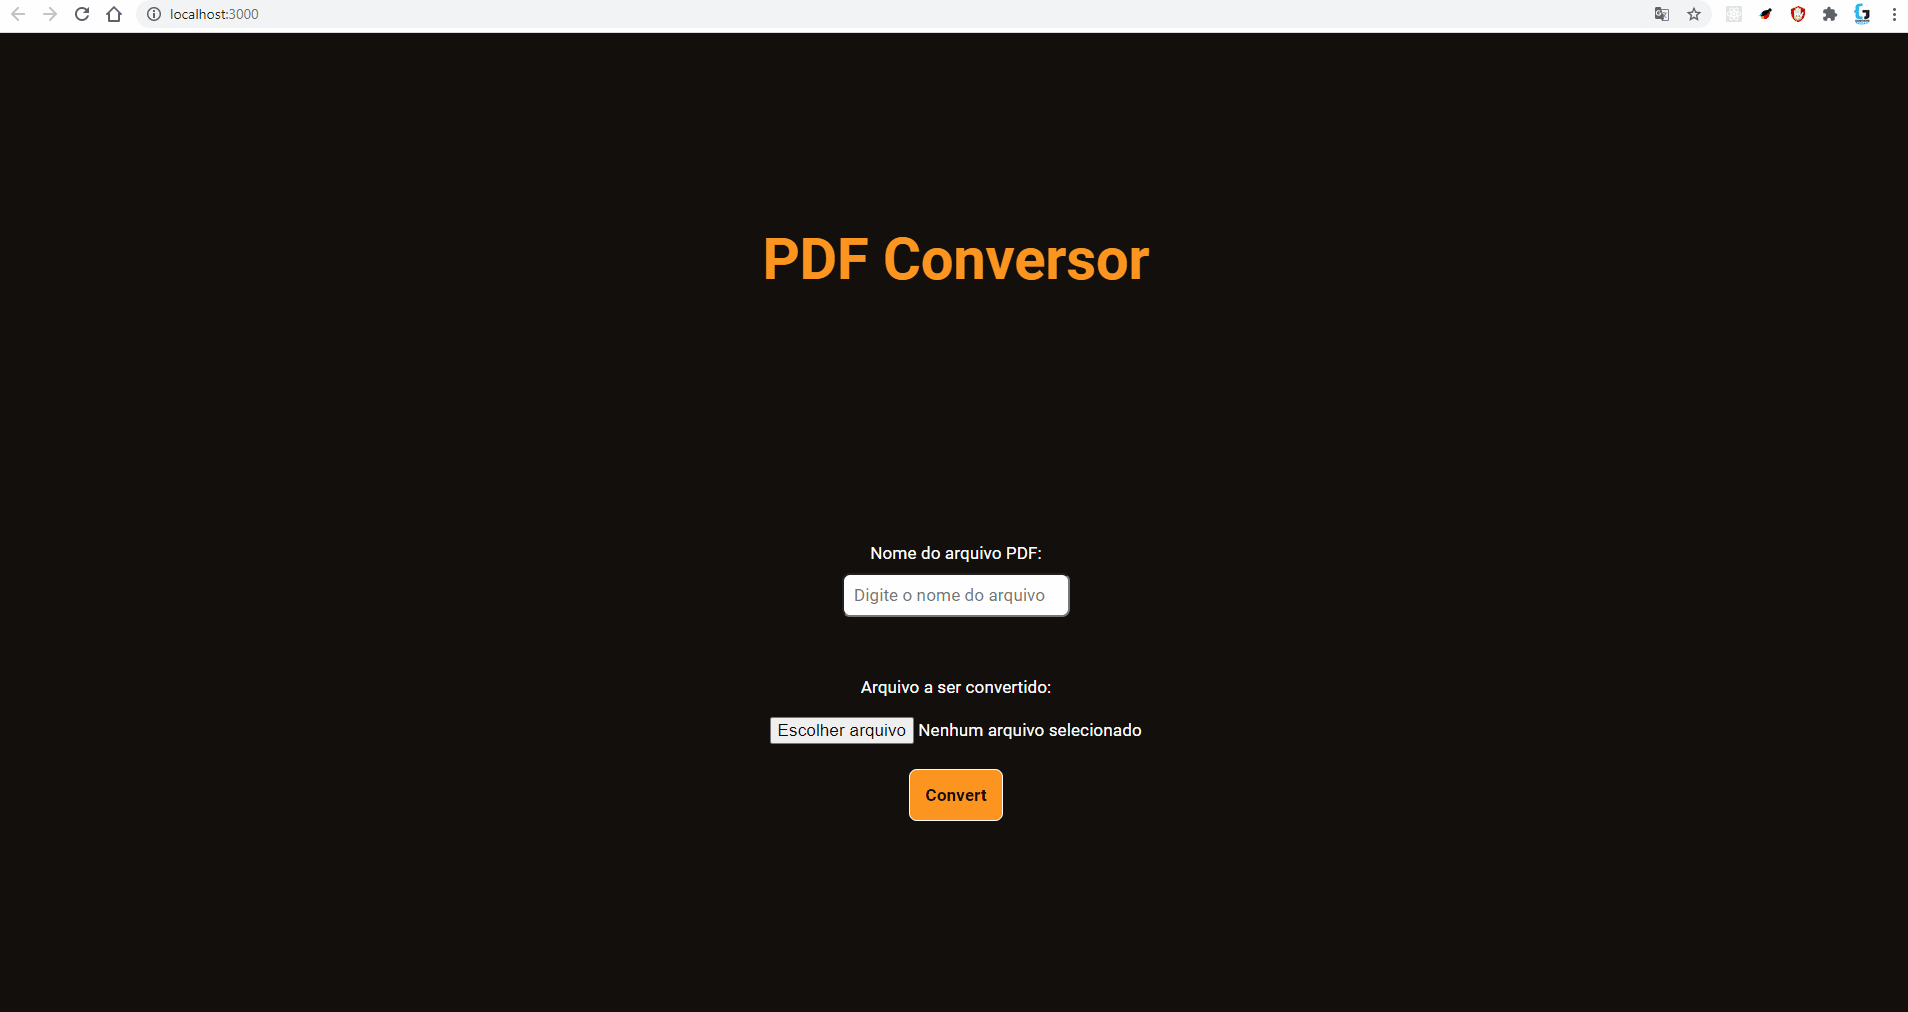 localhost:3000
PDF Conversor
Nome do arquivo PDF:
Digite o nome do arquivo
Arquivo a ser convertido:
Escolher arquivo Nenhum arquivo selecionado
Convert